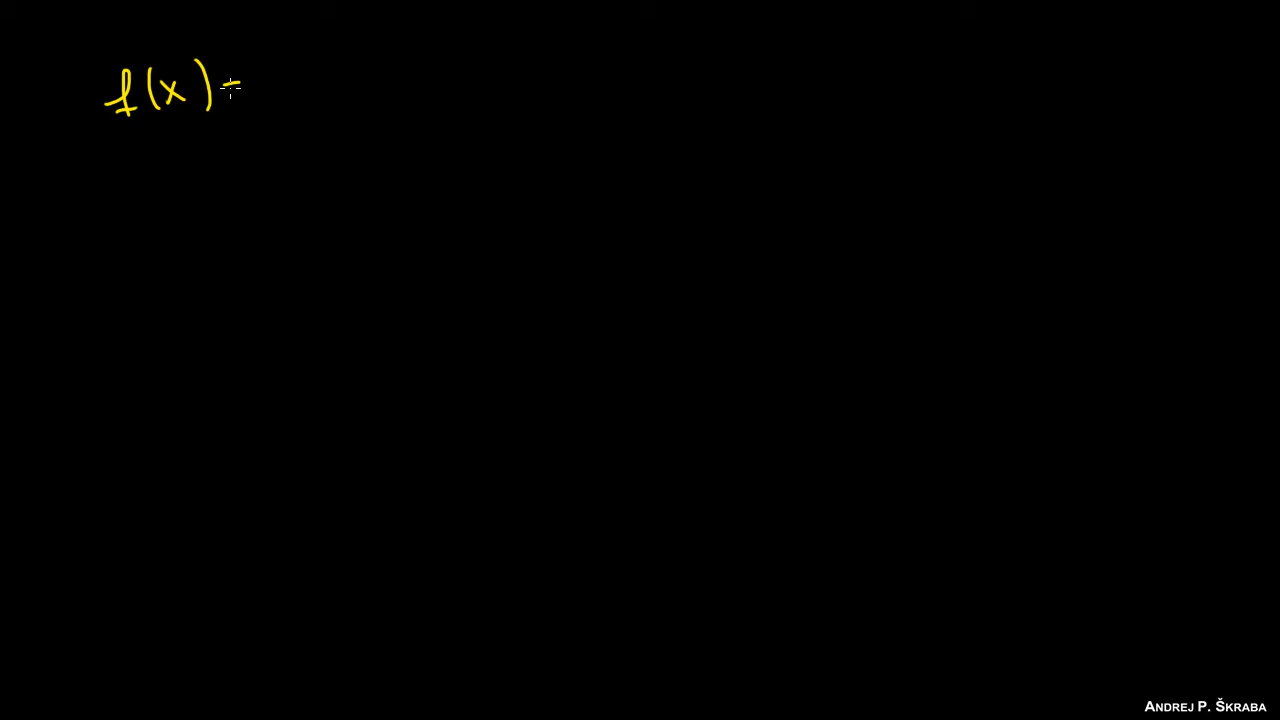 f(x)=
ANDREJ P. ŠKRABA